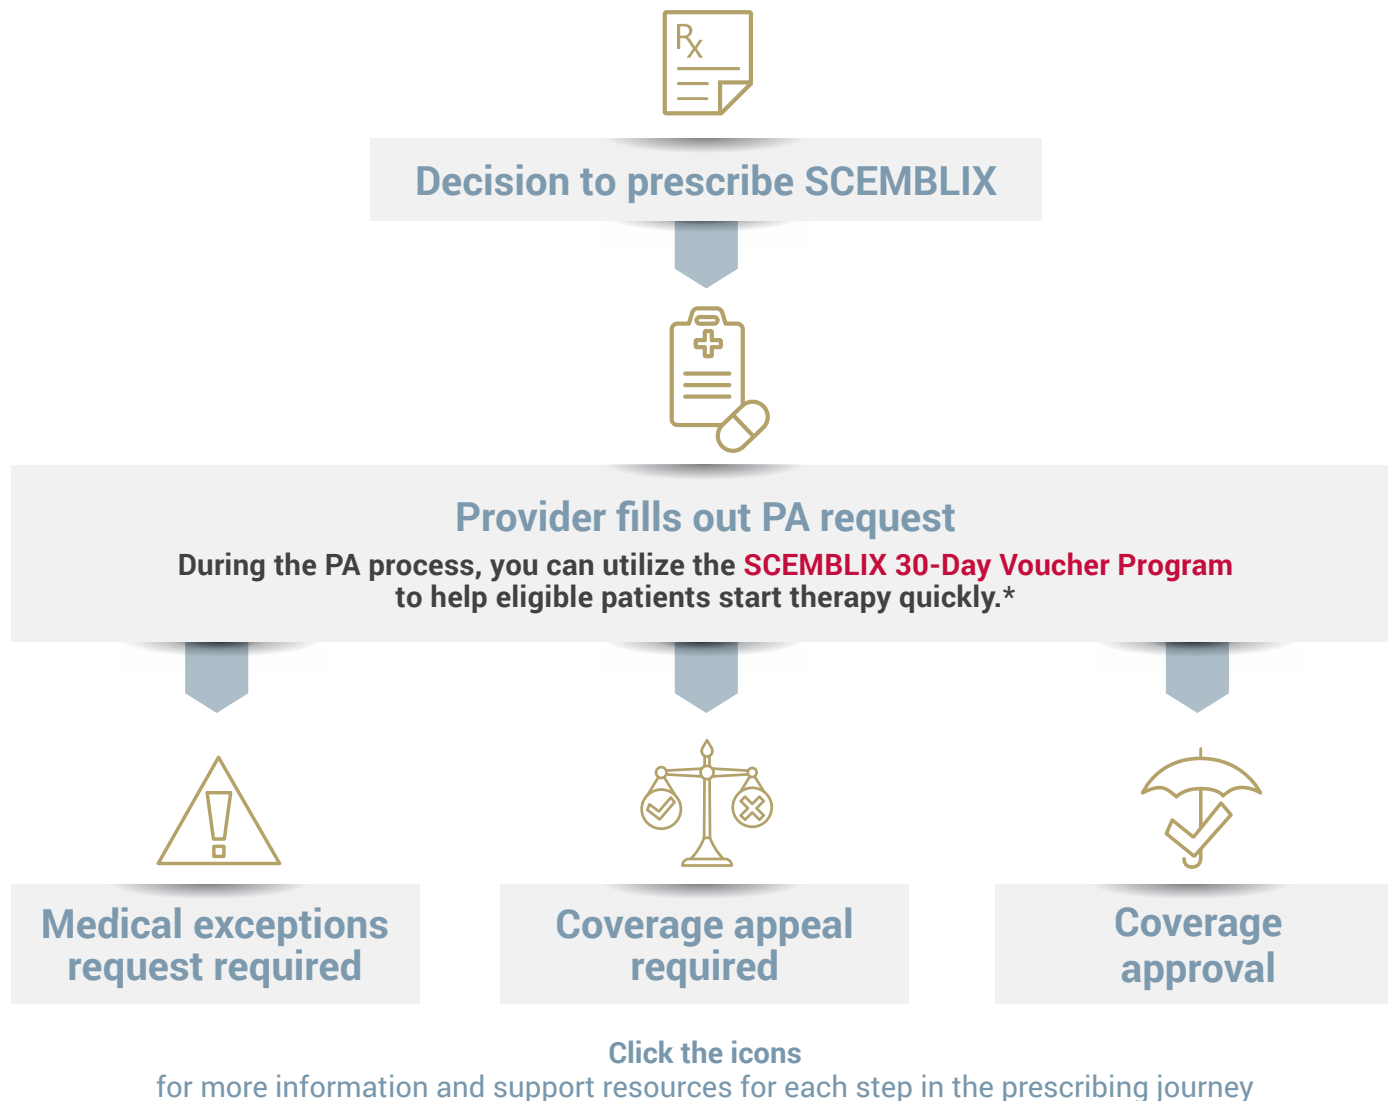 Rx
Decision to prescribe SCEMBLIX
Provider fills out PA request
During the PA process, you can utilize the SCEMBLIX 30-Day Voucher Program
to help eligible patients start therapy quickly.*
Medical exceptions
request required
Coverage appeal
required
Coverage
approval
Click the icons
for more information and support resources for each step in the prescribing journey